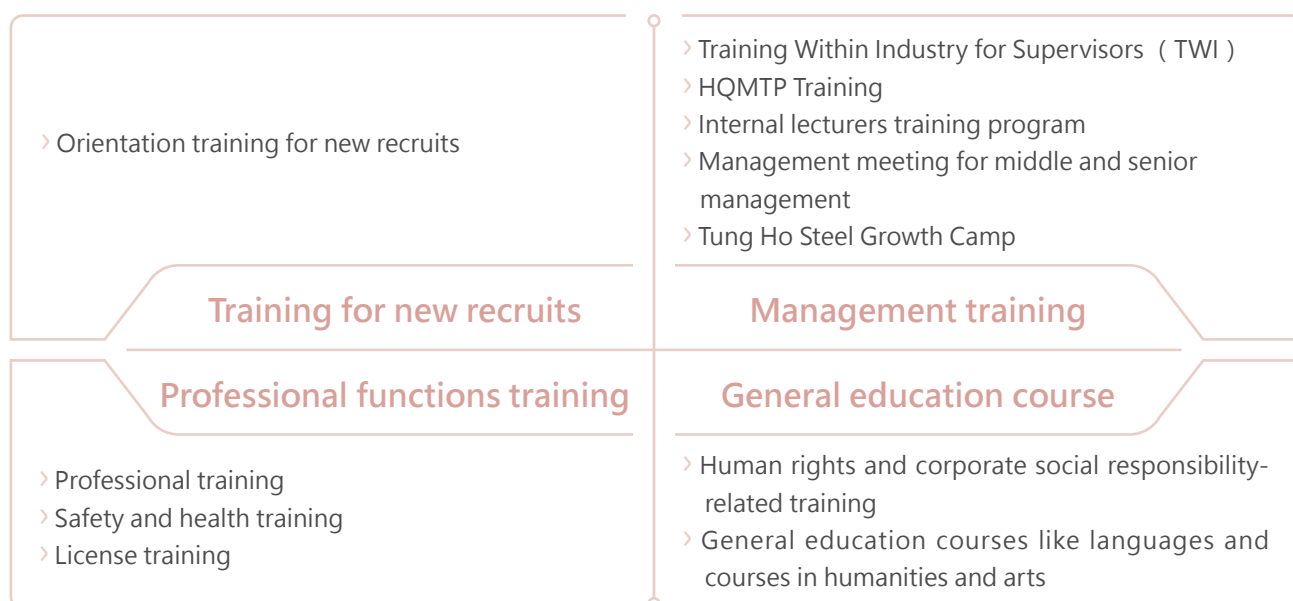 Orientation training for new recruits
Training for new recruits
Training Within Industry for Supervisors （TWI）
HQMTP Training
Internal lecturers training program
Management meeting for middle and senior
management
Tung Ho Steel Growth Camp
Management training
Professional functions training
Professional training
Safety and health training
License training
General education course
Human rights and corporate social responsibility-
related training
General education courses like languages and
courses in humanities and arts